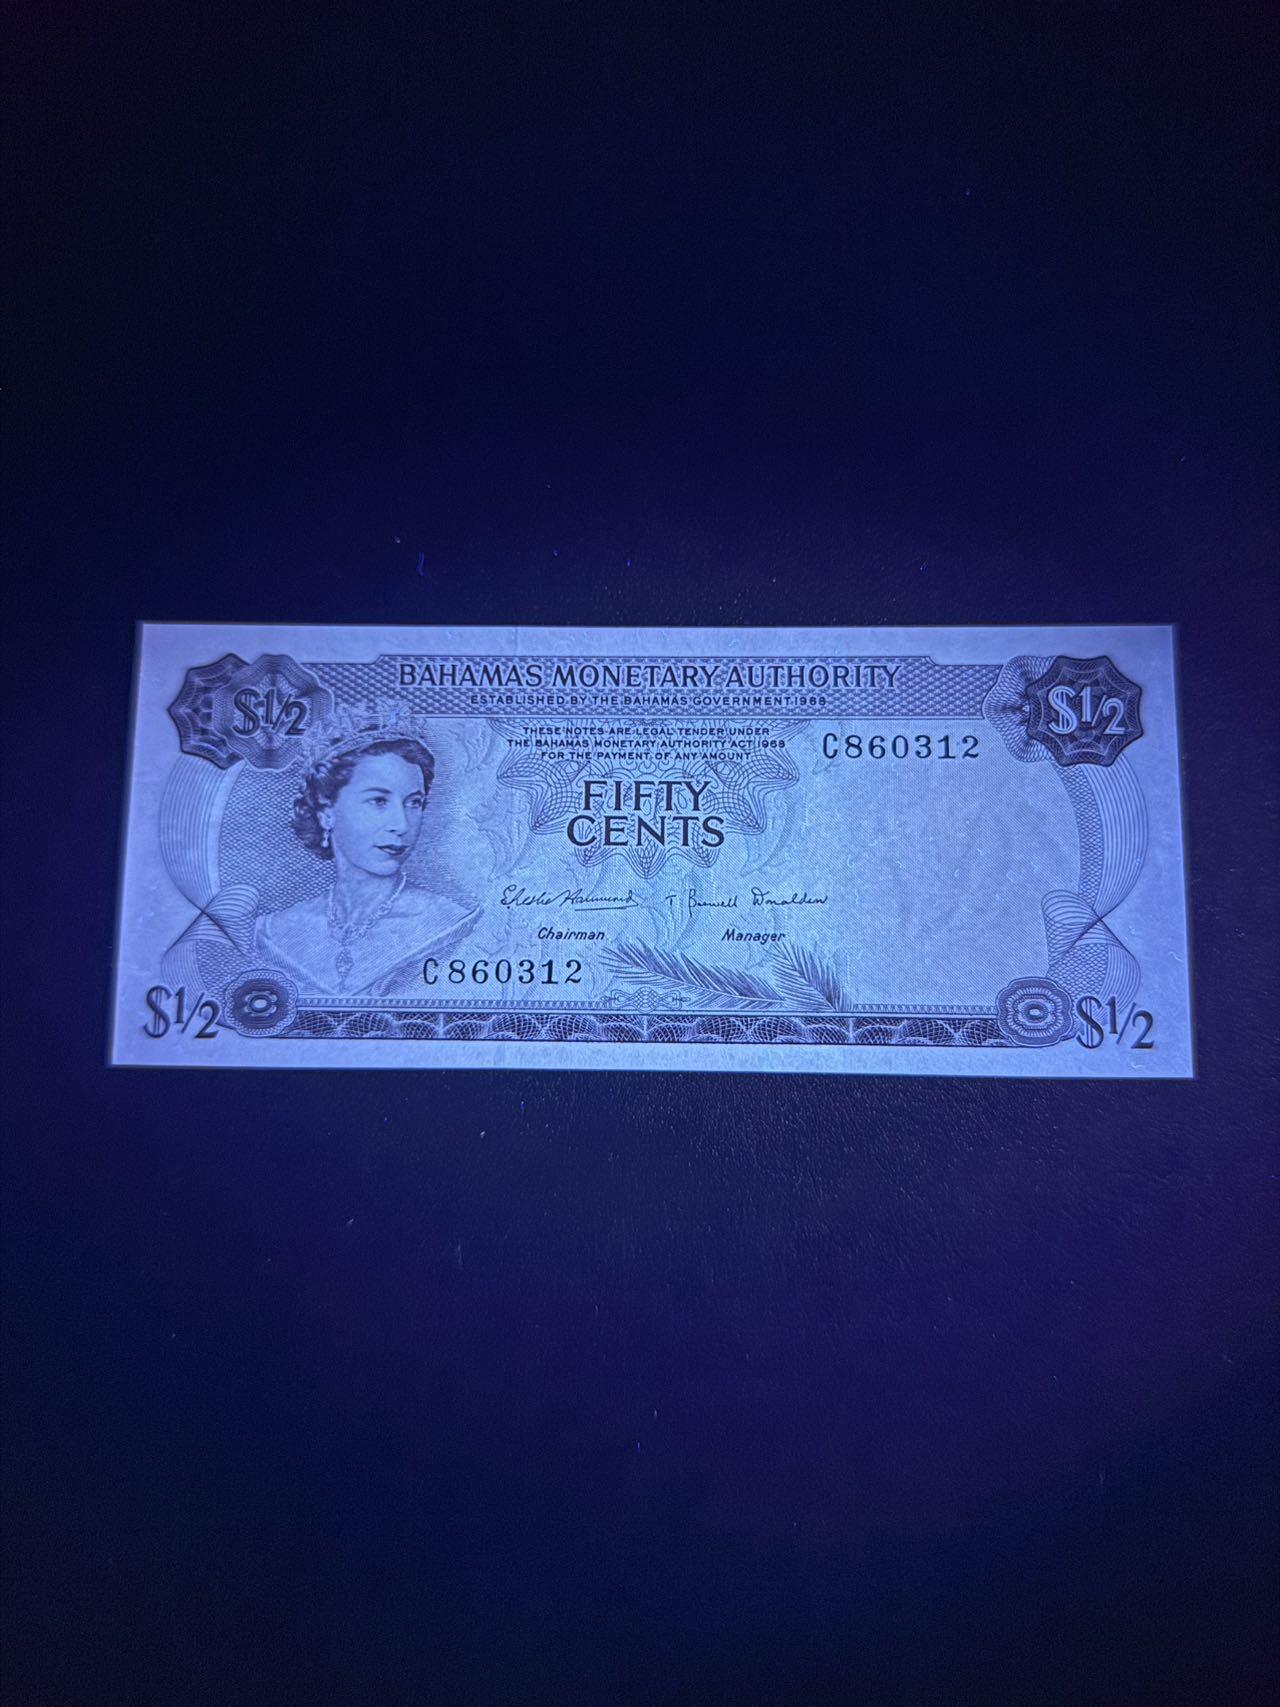 BAHAMAS MONETARY AUTHORITY
ESTABLISHED BY THE BAHAMAS GOVERNMENT 1968
$1/2
$1/2
THESE NOTES ARE LEGAL TENDER UNDER
THE BAHAMAS MONETARY AUTHORITY ACT 1968
FOR THE PAYMENT OF ANY AMOUNT
C860312
FIFTY
CENTS
T Baswell Donaldson
Chairman
Manager
C860312
$1/2
$1/2